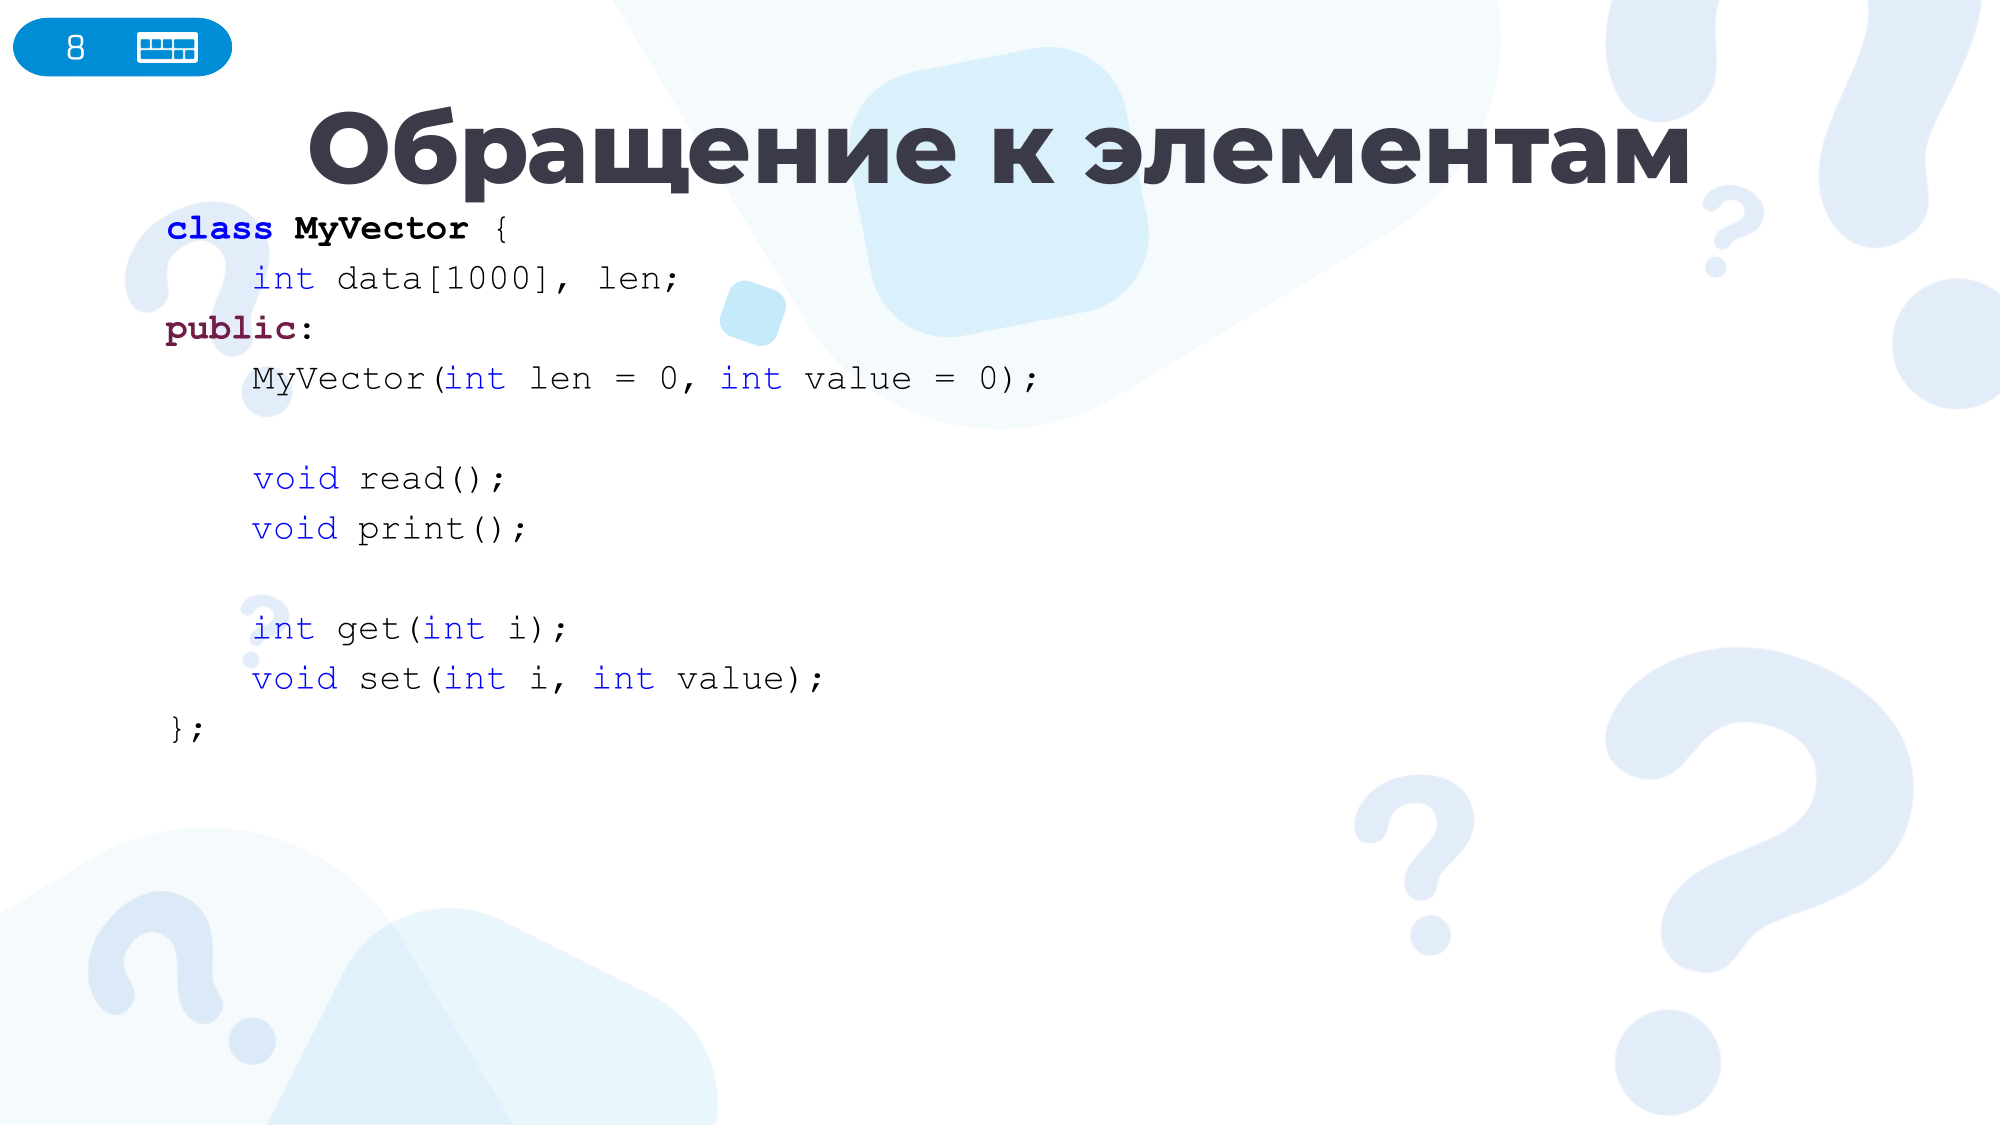 8
Обращение к элементам
class MyVector {
    int data[1000], len;
public:
    MyVector(int len = 0, int value = 0);

    void read();
    void print();

    int get(int i);
    void set(int i, int value);
};